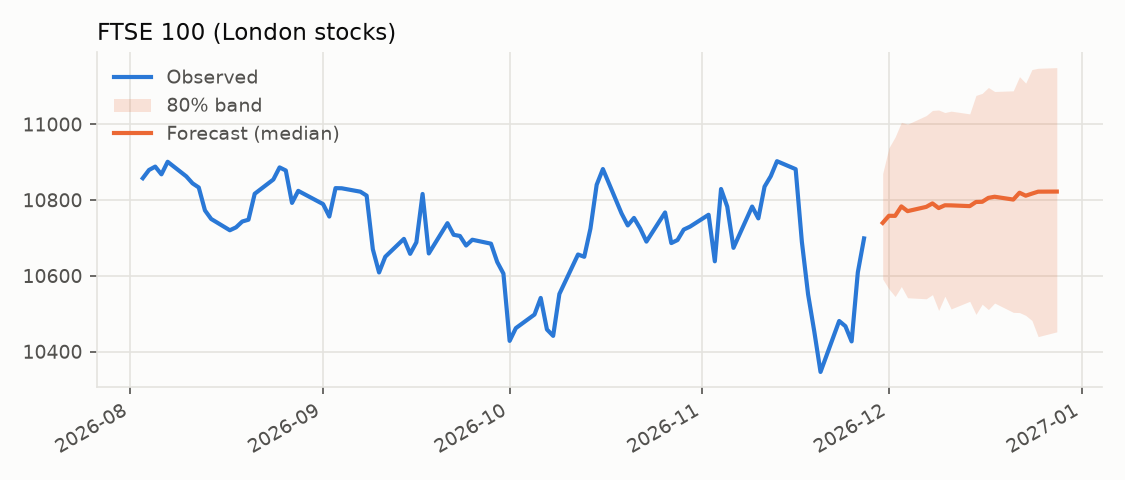 FTSE 100 (London stocks)
Observed
80% band
Forecast (median)
11000
10800
10600
10400
2026-08
2026-09
2026-10
2026-11
2026-12
2027-01